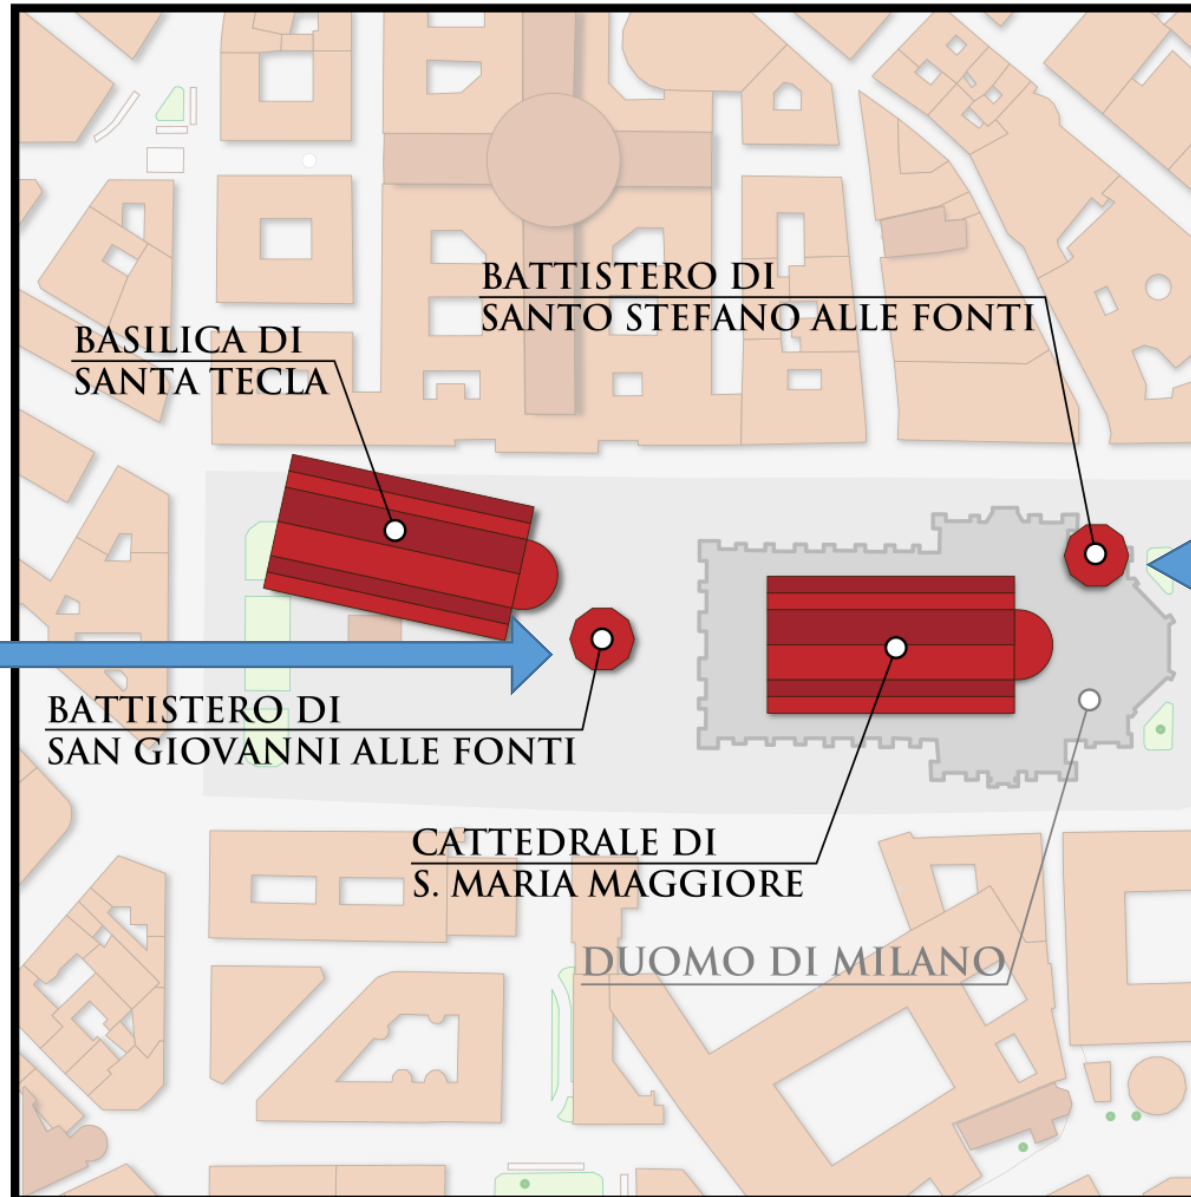 BATTISTERO DI
SANTO STEFANO ALLE FONTI
BASILICA DI
SANTA TECLA
BATTISTERO DI
SAN GIOVANNI ALLE FONTI
CATTEDRALE DI
S. MARIA MAGGIORE
DUOMO DI MILANO